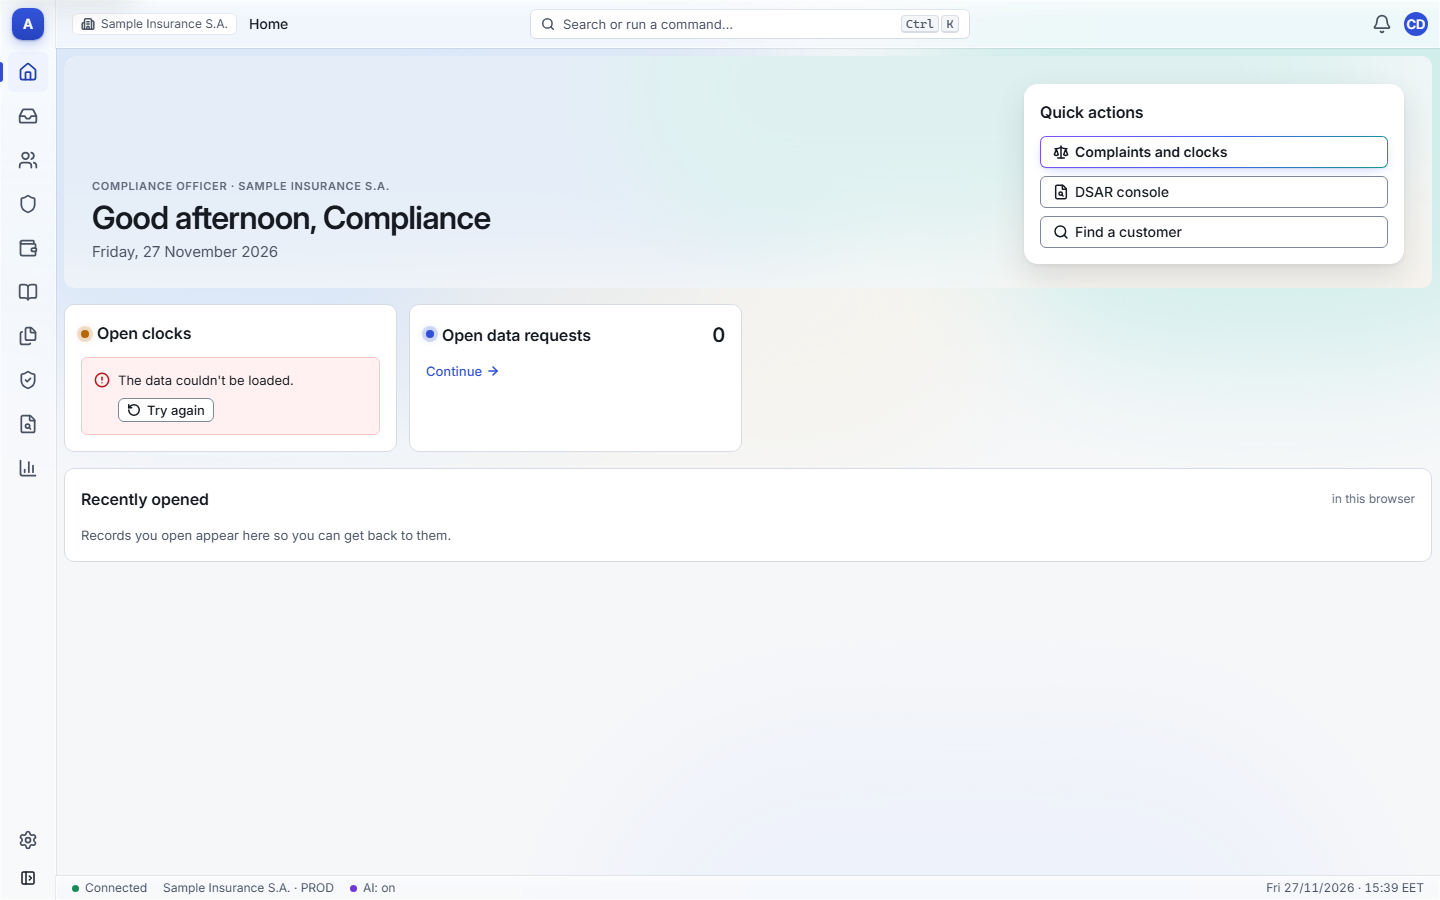 A
Sample Insurance S.A.
Home
Search or run a command...
Ctrl K
CD
COMPLIANCE OFFICER · SAMPLE INSURANCE S.A.
Good afternoon, Compliance
Friday, 27 November 2026
Quick actions
Complaints and clocks
DSAR console
Find a customer
Open clocks
The data couldn't be loaded.
Try again
Open data requests
0
Continue
Recently opened
in this browser
Records you open appear here so you can get back to them.
Connected
Sample Insurance S.A. · PROD
AI: on
Fri 27/11/2026 · 15:39 EET